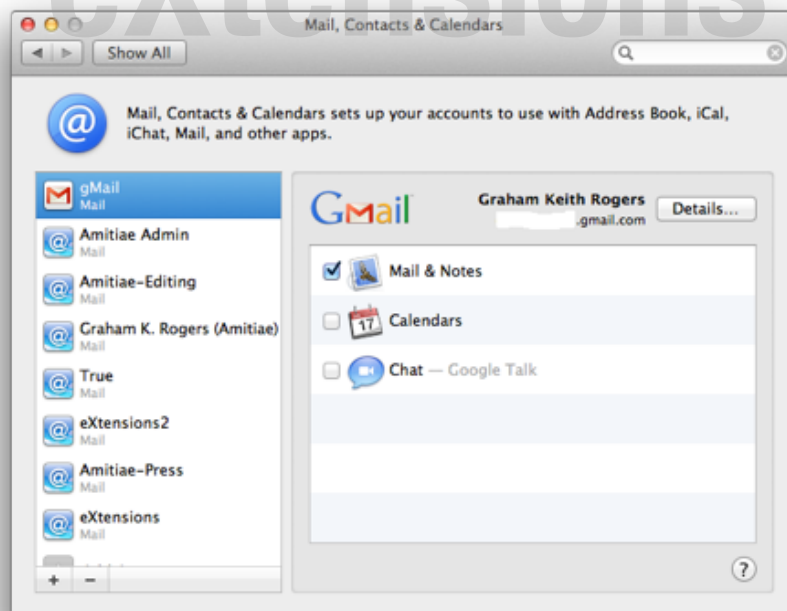 eXtensions
Mail, Contacts & Calendars
Show All
Mail, Contacts & Calendars sets up your accounts to use with Address Book, iCal,
iChat, Mail, and other apps.
gMail
Mail
Amitiae Admin
Mail
Amitiae-Editing
Mail
Graham K. Rogers (Amitiae)
Mail
True
Mail
eXtensions2
Mail
Amitiae-Press
Mail
eXtensions
Mail
+ −
GMail
Graham Keith Rogers
.gmail.com
Details...
Mail & Notes
17
Calendars
Chat — Google Talk
?